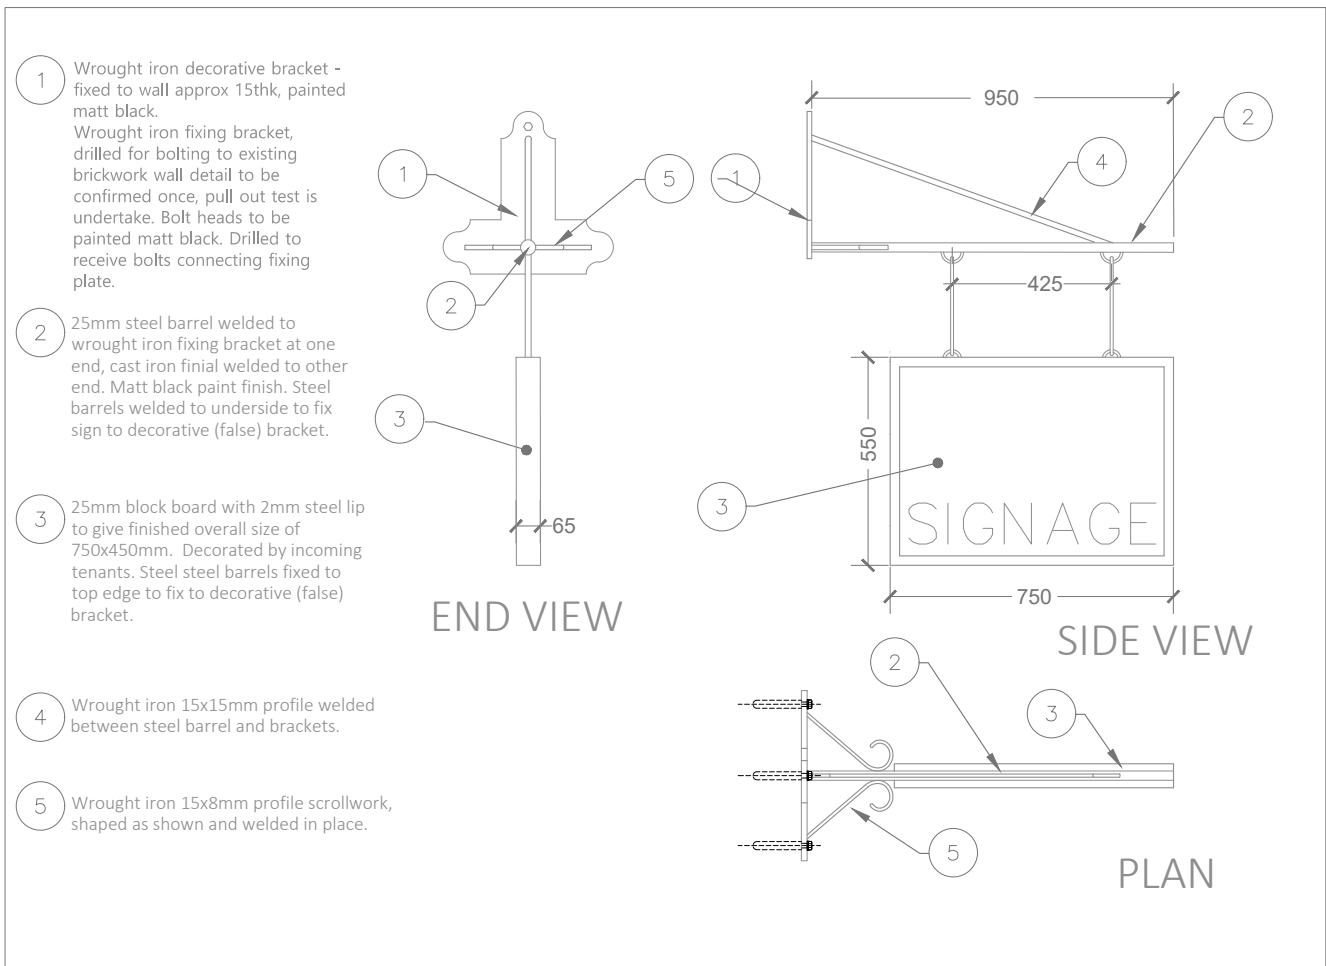 1
Wrought iron decorative bracket -
fixed to wall approx 15thk, painted
matt black.
Wrought iron fixing bracket,
drilled for bolting to existing
brickwork wall detail to be
confirmed once, pull out test is
undertake. Bolt heads to be
painted matt black. Drilled to
receive bolts connecting fixing
plate.
2
25mm steel barrel welded to
wrought iron fixing bracket at one
end, cast iron finial welded to other
end. Matt black paint finish. Steel
barrels welded to underside to fix
sign to decorative (false) bracket.
3
25mm block board with 2mm steel lip
to give finished overall size of
750x450mm.  Decorated by incoming
tenants. Steel steel barrels fixed to
top edge to fix to decorative (false)
bracket.
4
Wrought iron 15x15mm profile welded
between steel barrel and brackets.
5
Wrought iron 15x8mm profile scrollwork,
shaped as shown and welded in place.
1
5
2
3
65
END VIEW
950
2
1
4
425
550
3
SIGNAGE
750
SIDE VIEW
2
3
5
PLAN